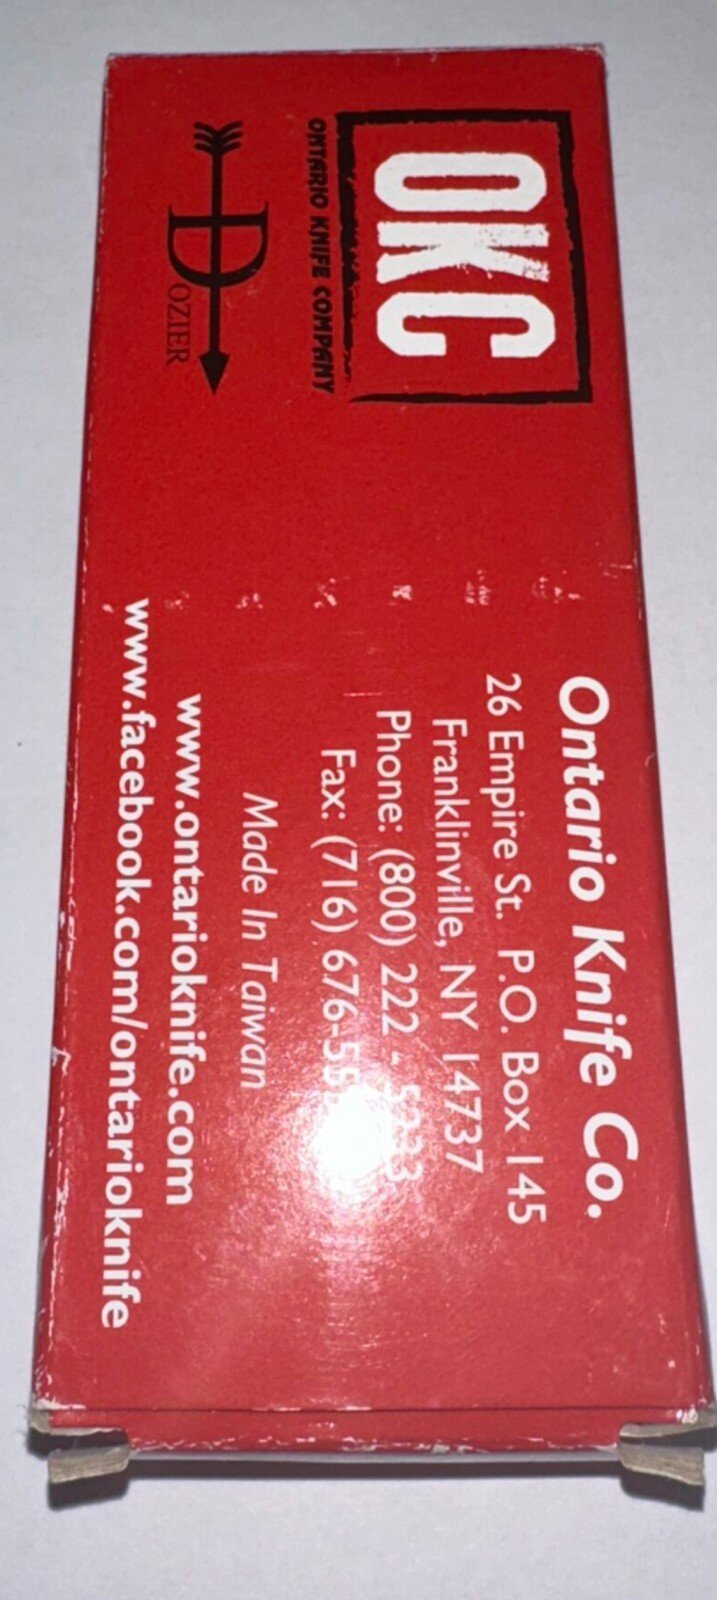 OKC
ONTARIO KNIFE COMPANY
DOZIER
Ontario Knife Co.
26 Empire St. P.O. Box 145
Franklinville, NY 14737
Phone: (800) 222 - 5233
Fax: (716)
Made In Taiwan
www.ontarioknife.com
www.facebook.com/ontarioknife